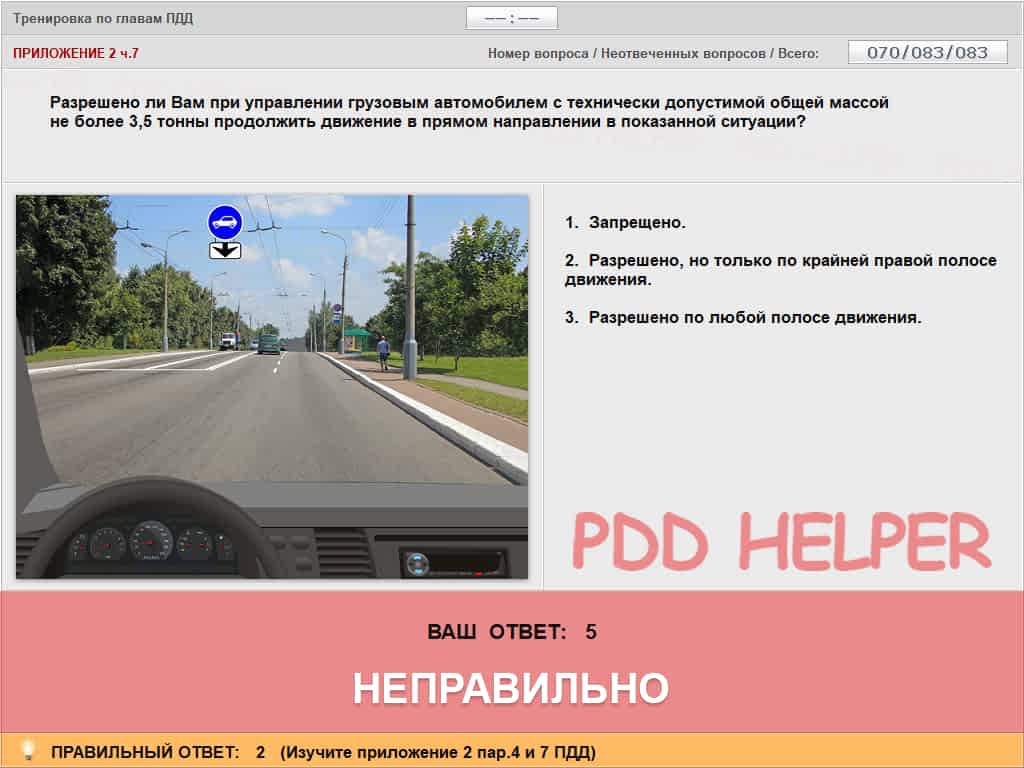 Тренировка по главам ПДД
—— : ——
ПРИЛОЖЕНИЕ 2 ч.7
Номер вопроса / Неотвеченных вопросов / Всего: 070/083/083
Разрешено ли Вам при управлении грузовым автомобилем с технически допустимой общей массой
не более 3,5 тонны продолжить движение в прямом направлении в показанной ситуации?
1. Запрещено.
2. Разрешено, но только по крайней правой полосе
движения.
3. Разрешено по любой полосе движения.
PDD HELPER
ВАШ ОТВЕТ: 5
НЕПРАВИЛЬНО
ПРАВИЛЬНЫЙ ОТВЕТ: 2 (Изучите приложение 2 пар.4 и 7 ПДД)